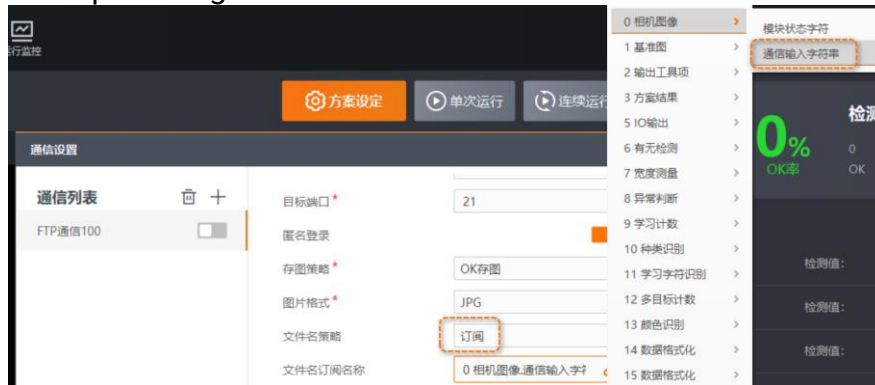 运行监控
方案设定
单次运行
连续运行
通信设置
通信列表
FTP通信100
目标端口*
21
匿名登录
存图策略*
OK存图
图片格式*
JPG
文件名策略
订阅
文件名订阅名称
0 相机图像.通信输入字符
0 相机图像
1 基准图
2 输出工具项
3 方案结果
5 IO输出
6 有无检测
7 宽度测量
8 异常判断
9 学习计数
10 种类识别
11 学习字符识别
12 多目标计数
13 颜色识别
14 数据格式化
15 数据格式化
模块状态字符
通信输入字符串
0%
OK率
检测
0
OK
检测值:
检测值:
检测值: